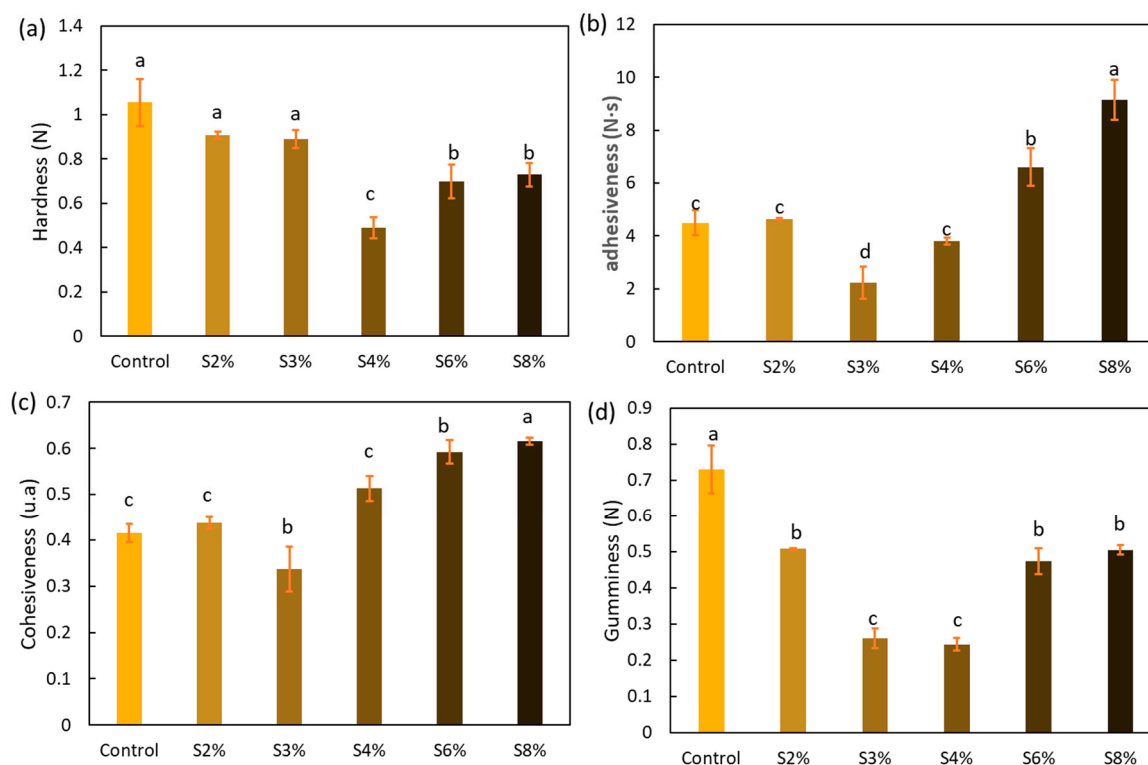 (a)
Hardness (N)
1.4
1.2
1
0.8
0.6
0.4
0.2
0
a
a
a
c
b
b
Control S2% S3% S4% S6% S8%
(b)
adhesiveness (N·s)
12
10
8
6
4
2
0
c
c
d
c
b
a
Control S2% S3% S4% S6% S8%
(c)
Cohesiveness (u.a)
0.7
0.6
0.5
0.4
0.3
0.2
0.1
0
c
c
b
c
b
a
Control S2% S3% S4% S6% S8%
(d)
Gumminess (N)
0.9
0.8
0.7
0.6
0.5
0.4
0.3
0.2
0.1
0
a
b
c
c
b
b
Control S2% S3% S4% S6% S8%